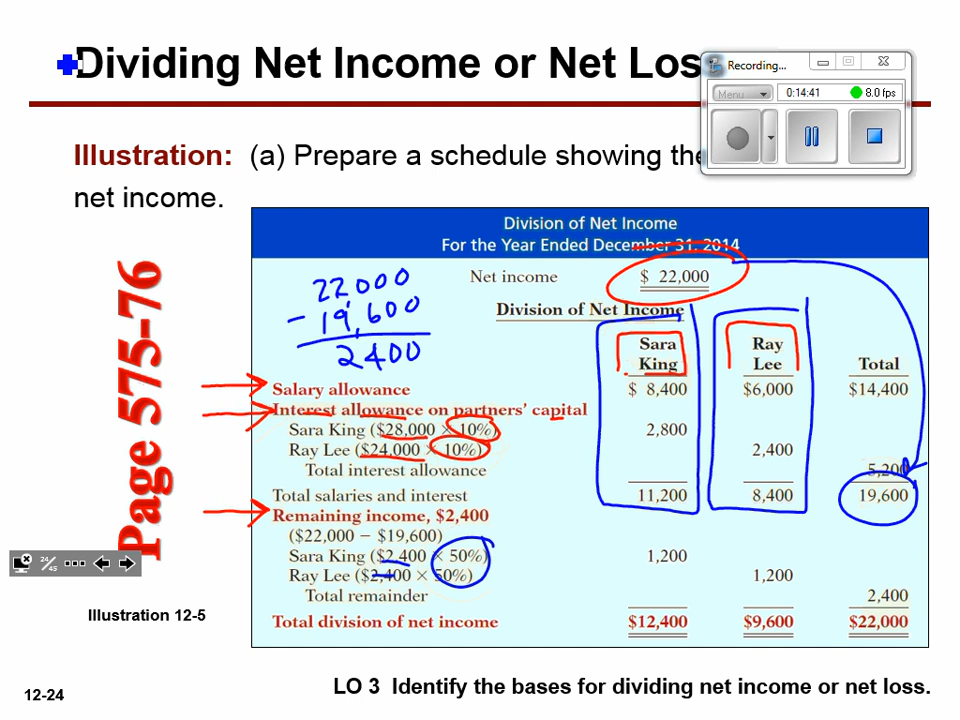 Dividing Net Income or Net Los
Recording...
Menu
0:14:41
8.0 fps
Illustration: (a) Prepare a schedule showing the
net income.
Division of Net Income
For the Year Ended December 31, 2014
Net income $ 22,000
Division of Net Income
Sara King Ray Lee Total
Salary allowance $ 8,400 $6,000 $14,400
Interest allowance on partners' capital
Sara King ($28,000 × 10%) 2,800
Ray Lee ($24,000 × 10%) 2,400
Total interest allowance 5,200
Total salaries and interest 11,200 8,400 19,600
Remaining income, $2,400
($22,000 − $19,600)
Sara King ($2,400 × 50%) 1,200
Ray Lee ($2,400 × 50%) 1,200
Total remainder 2,400
Total division of net income $12,400 $9,600 $22,000
22000
- 19,600
2400
Page 575-76
24/45
Illustration 12-5
12-24
LO 3 Identify the bases for dividing net income or net loss.